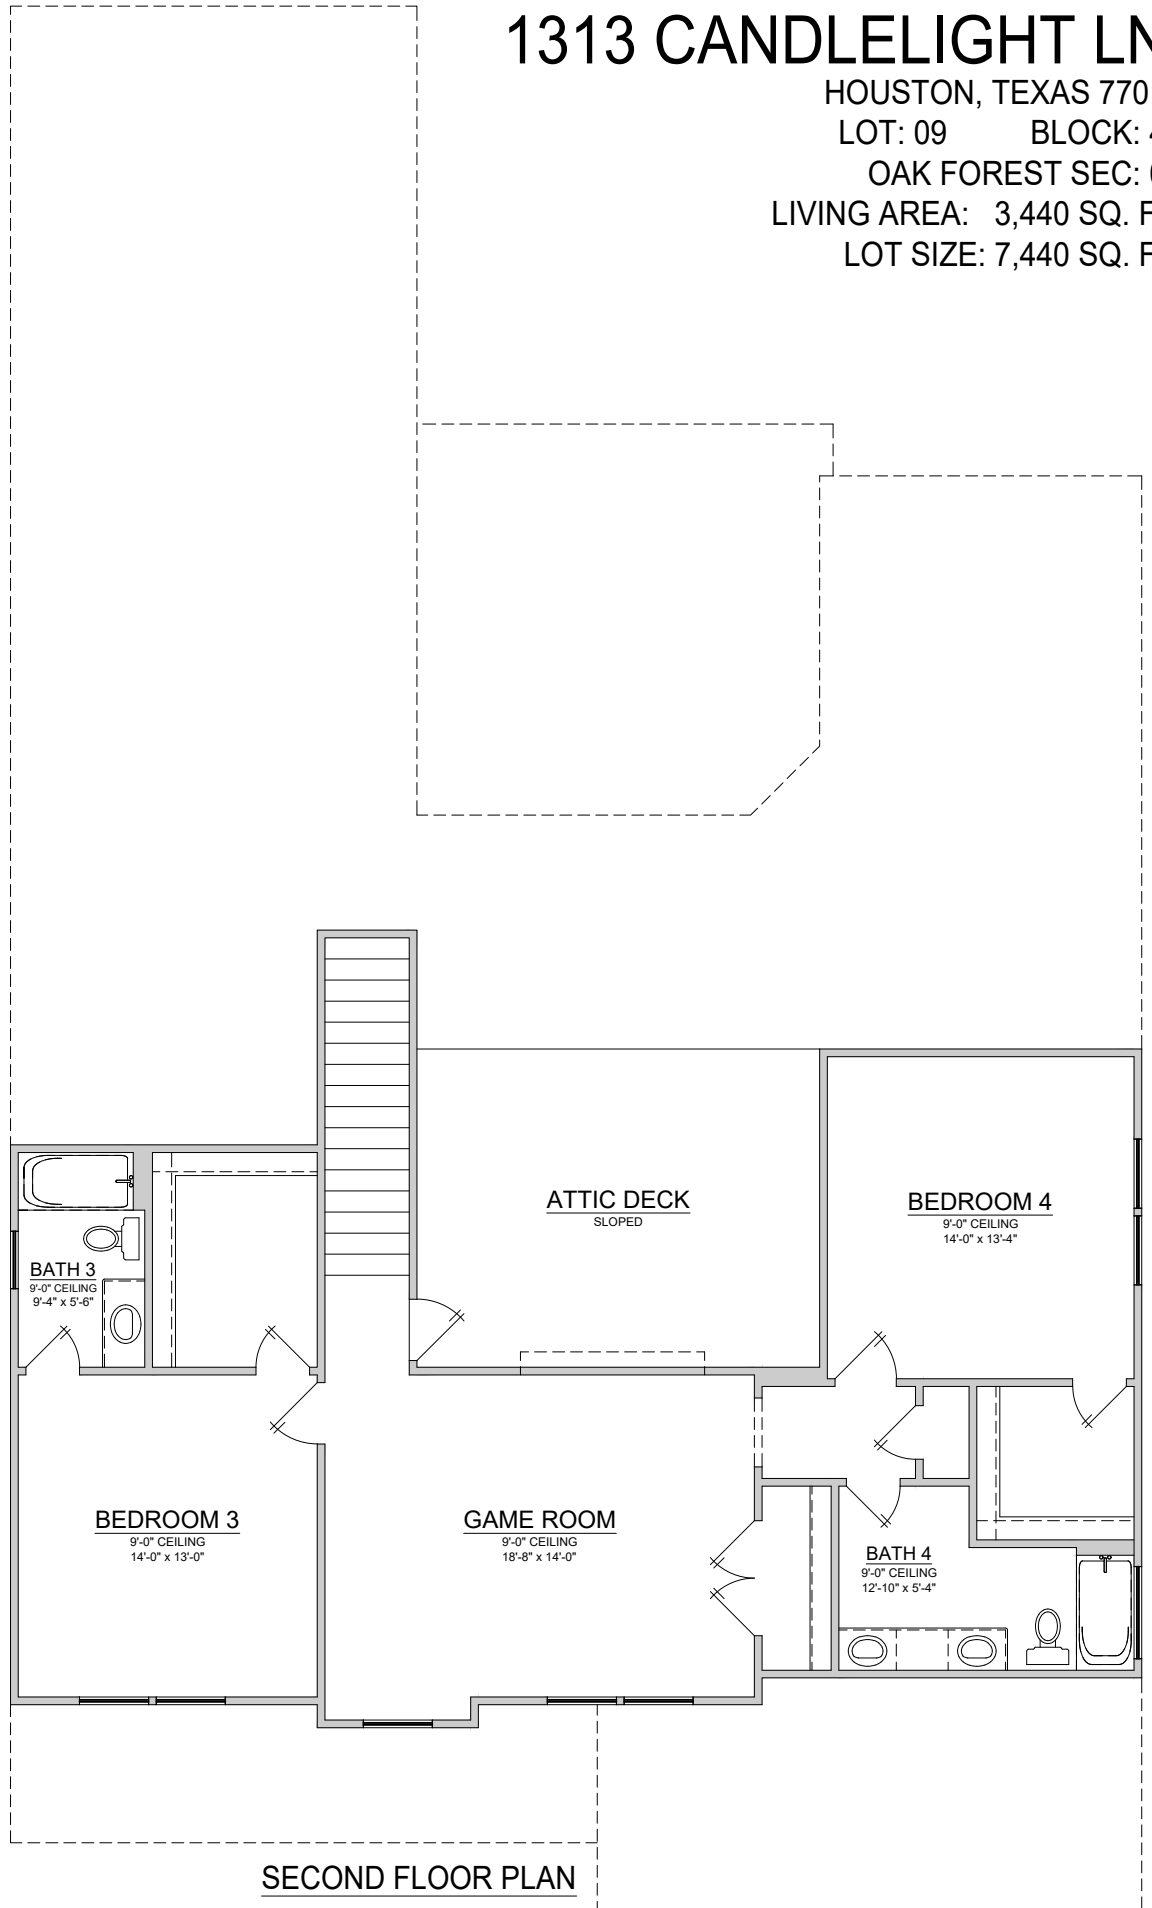 1313 CANDLELIGHT LN
HOUSTON, TEXAS 770
LOT: 09 BLOCK:
OAK FOREST SEC:
LIVING AREA: 3,440 SQ. F
LOT SIZE: 7,440 SQ. F
ATTIC DECK
SLOPED
BEDROOM 4
9'-0" CEILING
14'-0" x 13'-4"
BATH 3
9'-0" CEILING
9'-4" x 5'-6"
BEDROOM 3
9'-0" CEILING
14'-0" x 13'-0"
GAME ROOM
9'-0" CEILING
18'-8" x 14'-0"
BATH 4
9'-0" CEILING
12'-10" x 5'-4"
SECOND FLOOR PLAN